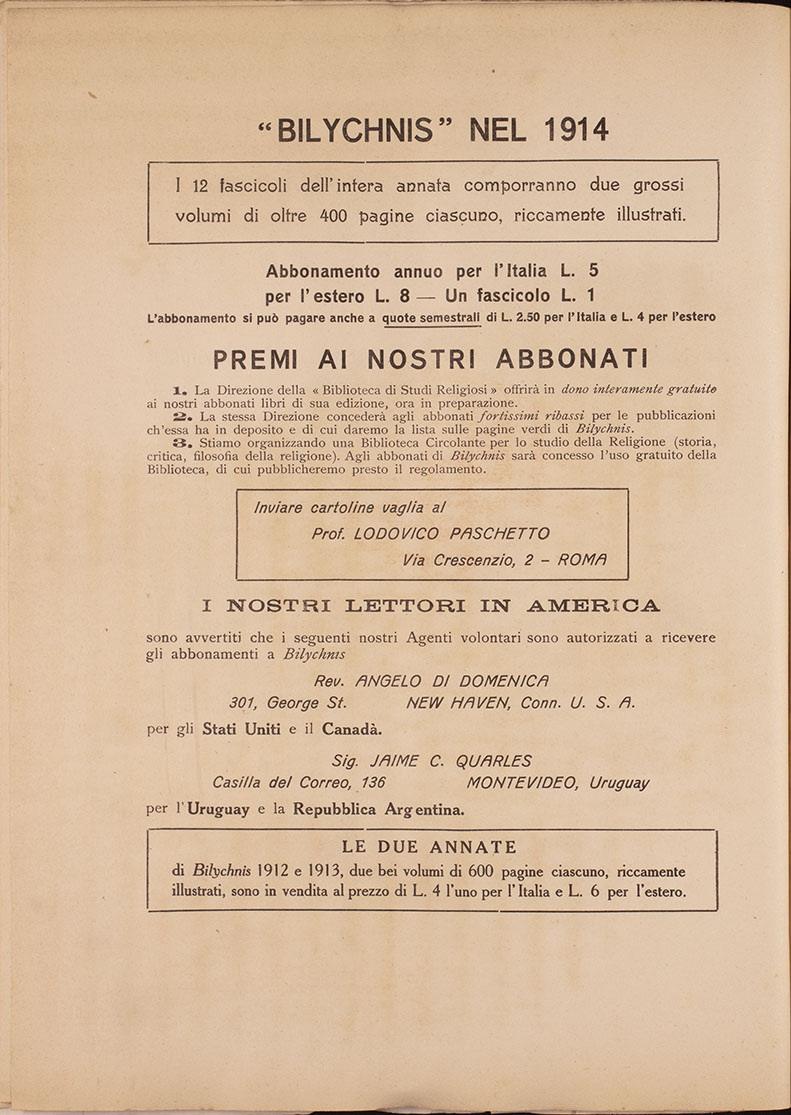 “BILYCHNIS” NEL 1914
I 12 fascicoli dell'intera annata comporranno due grossi
volumi di oltre 400 pagine ciascuno, riccamente illustrati.
Abbonamento annuo per l'Italia L. 5
per l'estero L. 8 — Un fascicolo L. 1
L'abbonamento si può pagare anche a quote semestrali di L. 2.50 per l'Italia e L. 4 per l'estero
PREMI AI NOSTRI ABBONATI
1. La Direzione della « Biblioteca di Studi Religiosi » offrirà in dono interamente gratuito
ai nostri abbonati libri di sua edizione, ora in preparazione.
2. La stessa Direzione concederà agli abbonati fortissimi ribassi per le pubblicazioni
ch'essa ha in deposito e di cui daremo la lista sulle pagine verdi di Bilychnis.
3. Stiamo organizzando una Biblioteca Circolante per lo studio della Religione (storia,
critica, filosofia della religione). Agli abbonati di Bilychnis sarà concesso l'uso gratuito della
Biblioteca, di cui pubblicheremo presto il regolamento.
Inviare cartoline vaglia al
Prof. LODOVICO PASCHETTO
Via Crescenzio, 2 - ROMA
I NOSTRI LETTORI IN AMERICA
sono avvertiti che i seguenti nostri Agenti volontari sono autorizzati a ricevere
gli abbonamenti a Bilychnis
Rev. ANGELO DI DOMENICA
301, George St. NEW HAVEN, Conn. U. S. A.
per gli Stati Uniti e il Canadà.
Sig. JAIME C. QUARLES
Casilla del Correo, 136 MONTEVIDEO, Uruguay
per l'Uruguay e la Repubblica Argentina.
LE DUE ANNATE
di Bilychnis 1912 e 1913, due bei volumi di 600 pagine ciascuno, riccamente
illustrati, sono in vendita al prezzo di L. 4 l'uno per l'Italia e L. 6 per l'estero.